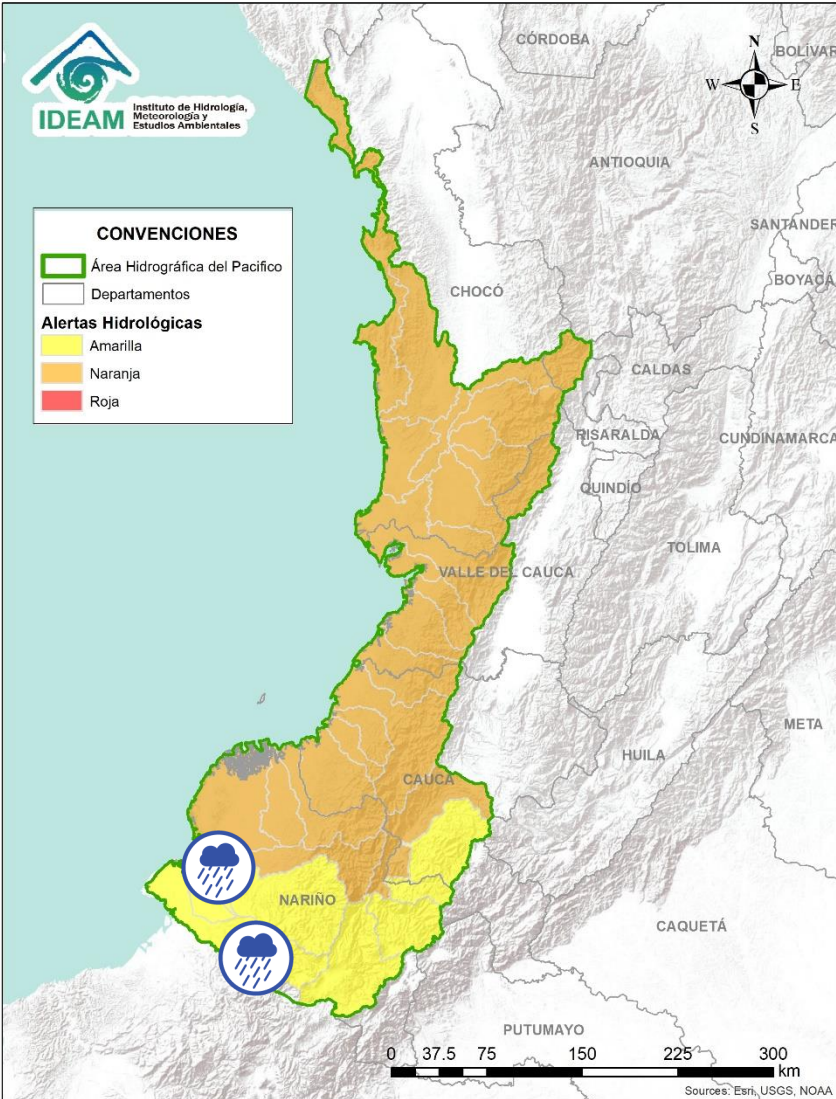 IDEAM
Instituto de Hidrología,
Meteorología y
Estudios Ambientales
CÓRDOBA
BOLÍVAR
N
W
E
S
ANTIOQUIA
SANTANDER
BOYACÁ
CONVENCIONES
Área Hidrográfica del Pacifico
Departamentos
Alertas Hidrológicas
Amarilla
Naranja
Roja
CHOCÓ
CALDAS
RISARALDA
CUNDINAMARCA
QUINDÍO
TOLIMA
VALLE DEL CAUCA
META
HUILA
CAUCA
NARIÑO
CAQUETÁ
PUTUMAYO
0 37.5 75 150 225 300
km
Sources: Esri, USGS, NOAA